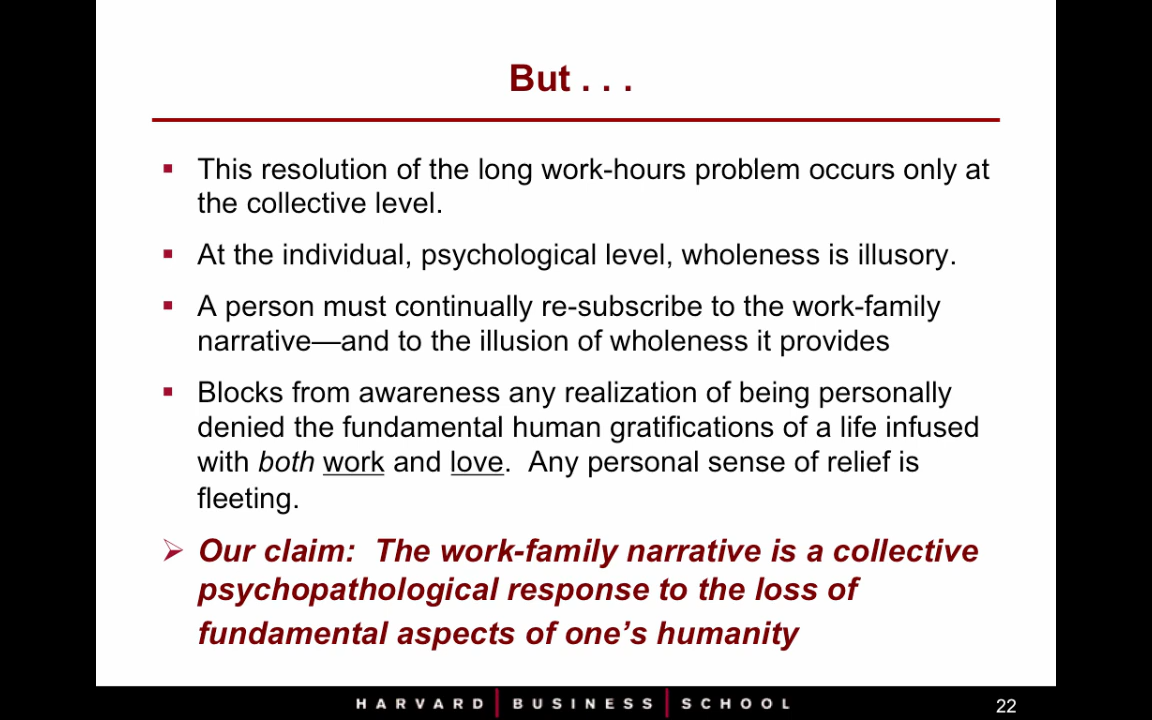 But . . .
▪ This resolution of the long work-hours problem occurs only at
the collective level.
▪ At the individual, psychological level, wholeness is illusory.
▪ A person must continually re-subscribe to the work-family
narrative—and to the illusion of wholeness it provides
▪ Blocks from awareness any realization of being personally
denied the fundamental human gratifications of a life infused
with both work and love. Any personal sense of relief is
fleeting.
➢ Our claim: The work-family narrative is a collective
psychopathological response to the loss of
fundamental aspects of one’s humanity
HARVARD | BUSINESS | SCHOOL 22